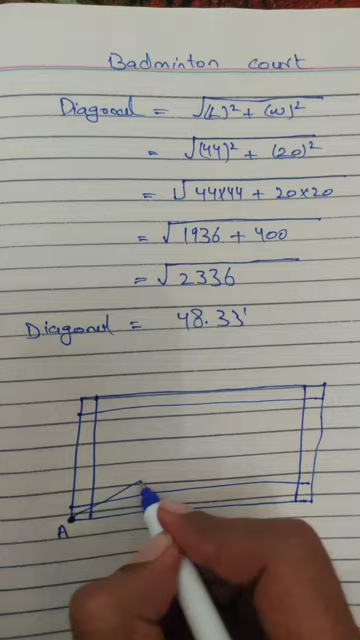 Badminton court
Diagonal = √(L)² + (W)²
= √(44)² + (20)²
= √44×44 + 20×20
= √1936 + 400
= √2336
Diagonal = 48.33'
A